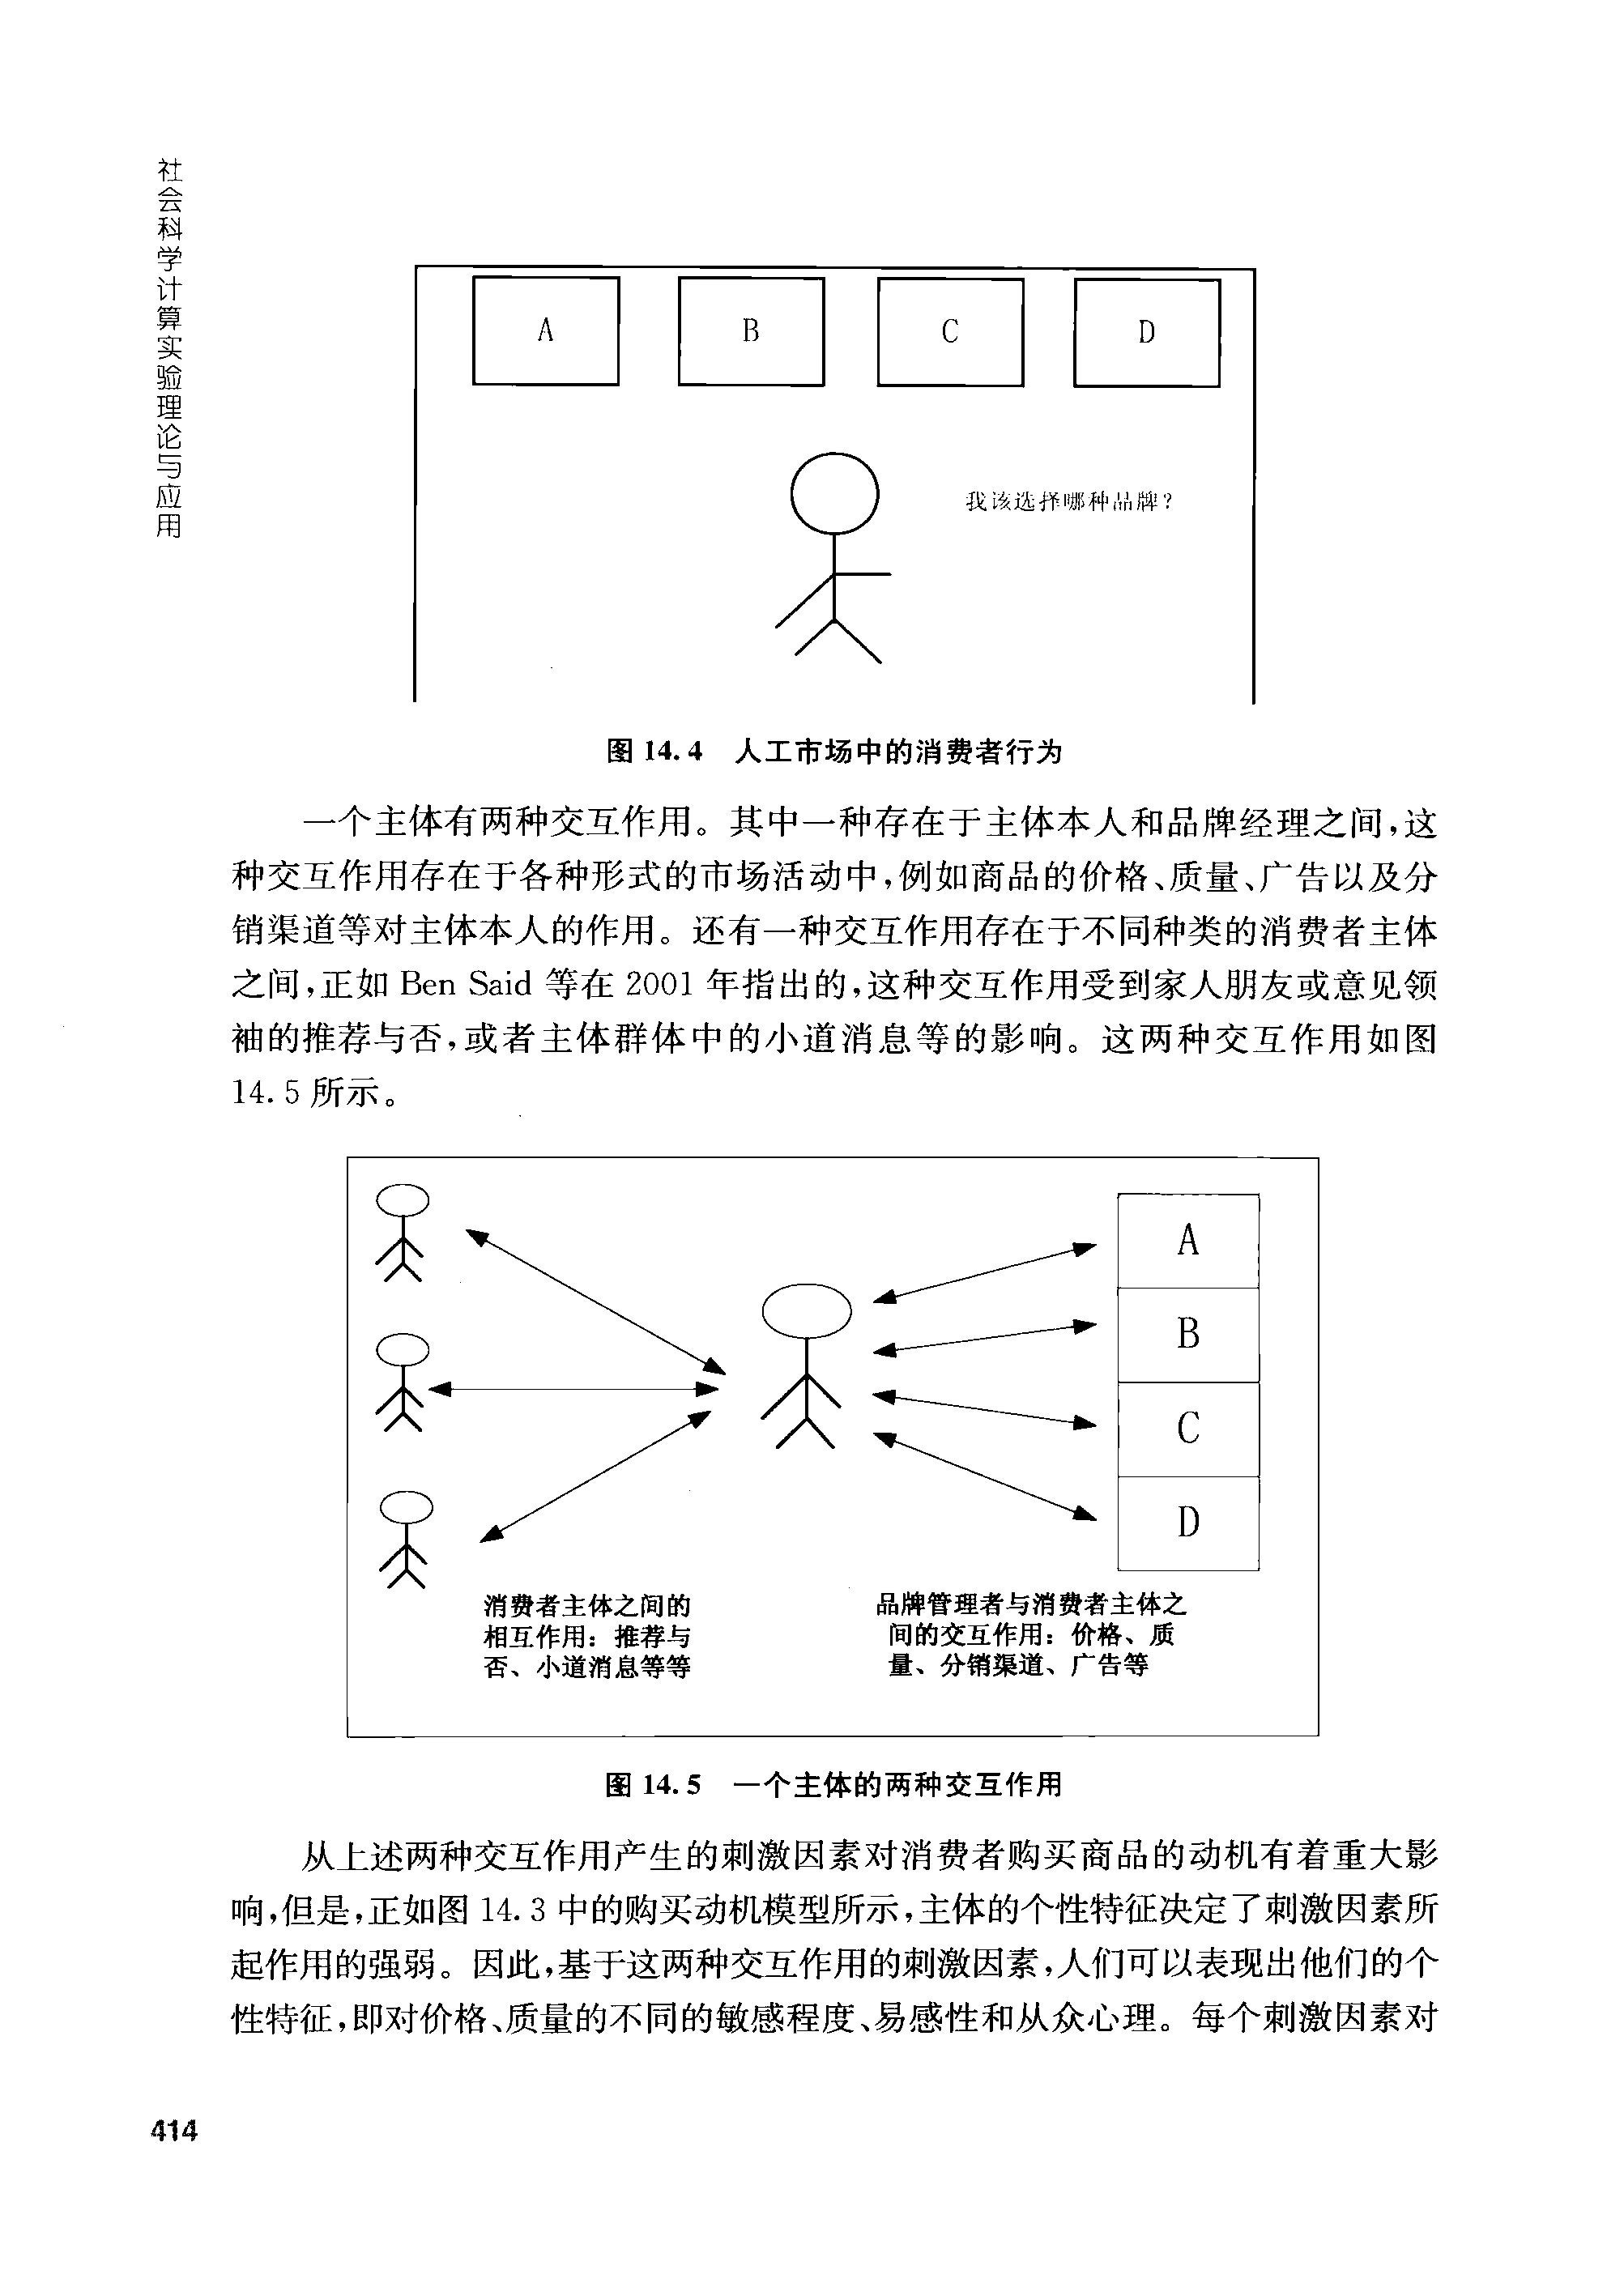 社会科学计算实验理论与应用
A B C D
我该选择哪种品牌？
图 14.4 人工市场中的消费者行为
一个主体有两种交互作用。其中一种存在于主体本人和品牌经理之间，这
种交互作用存在于各种形式的市场活动中，例如商品的价格、质量、广告以及分
销渠道等对主体本人的作用。还有一种交互作用存在于不同种类的消费者主体
之间，正如 Ben Said 等在 2001 年指出的，这种交互作用受到家人朋友或意见领
袖的推荐与否，或者主体群体中的小道消息等的影响。这两种交互作用如图
14.5 所示。
A
B
C
D
消费者主体之间的
相互作用：推荐与
否、小道消息等等
品牌管理者与消费者主体之
间的交互作用：价格、质
量、分销渠道、广告等
图 14.5 一个主体的两种交互作用
从上述两种交互作用产生的刺激因素对消费者购买商品的动机有着重大影
响，但是，正如图 14.3 中的购买动机模型所示，主体的个性特征决定了刺激因素所
起作用的强弱。因此，基于这两种交互作用的刺激因素，人们可以表现出他们的个
性特征，即对价格、质量的不同的敏感程度、易感性和从众心理。每个刺激因素对
414